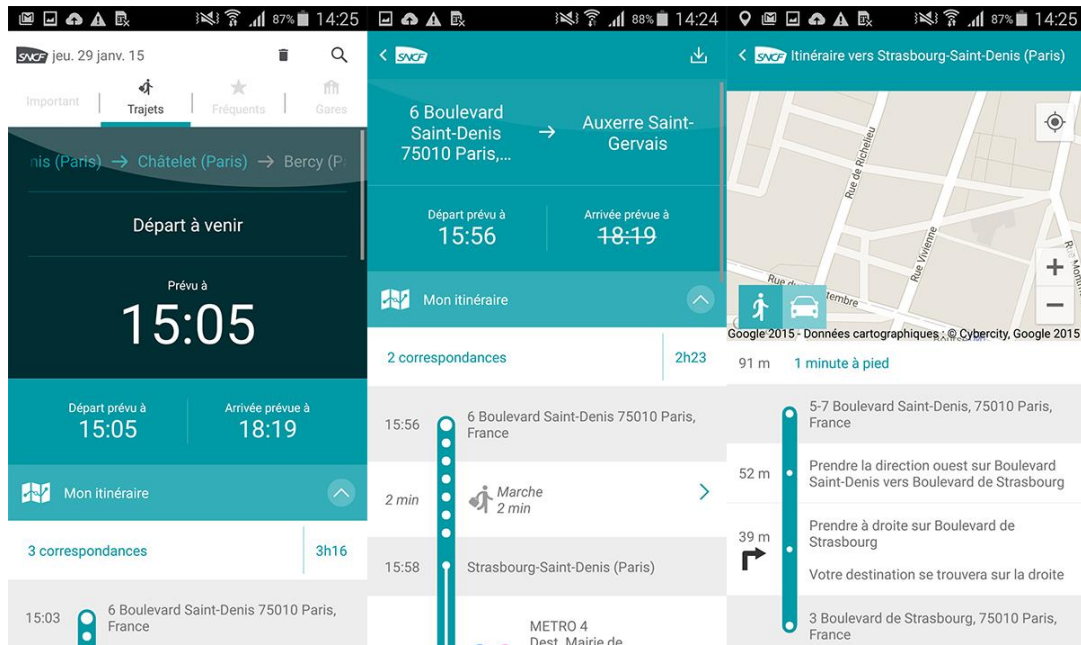 87% 14:25
SNCF jeu. 29 janv. 15
Important
Trajets
Fréquents
Gares
nis (Paris) → Châtelet (Paris) → Bercy (P
Départ à venir
Prévu à
15:05
Départ prévu à
15:05
Arrivée prévue à
18:19
Mon itinéraire
3 correspondances
3h16
15:03
6 Boulevard Saint-Denis 75010 Paris,
France
88% 14:24
SNCF
6 Boulevard
Saint-Denis
75010 Paris,...
→
Auxerre Saint-
Gervais
Départ prévu à
15:56
Arrivée prévue à
18:19
Mon itinéraire
2 correspondances
2h23
15:56
6 Boulevard Saint-Denis 75010 Paris,
France
2 min
Marche
2 min
15:58
Strasbourg-Saint-Denis (Paris)
METRO 4
Dest. Mairie de
87% 14:25
SNCF Itinéraire vers Strasbourg-Saint-Denis (Paris)
Rue de Richelieu
Rue Vivienne
+
−
Google 2015 - Données cartographiques : © Cybercity, Google 2015
91 m
1 minute à pied
5-7 Boulevard Saint-Denis, 75010 Paris,
France
52 m
Prendre la direction ouest sur Boulevard
Saint-Denis vers Boulevard de Strasbourg
39 m
Prendre à droite sur Boulevard de
Strasbourg
Votre destination se trouvera sur la droite
3 Boulevard de Strasbourg, 75010 Paris,
France